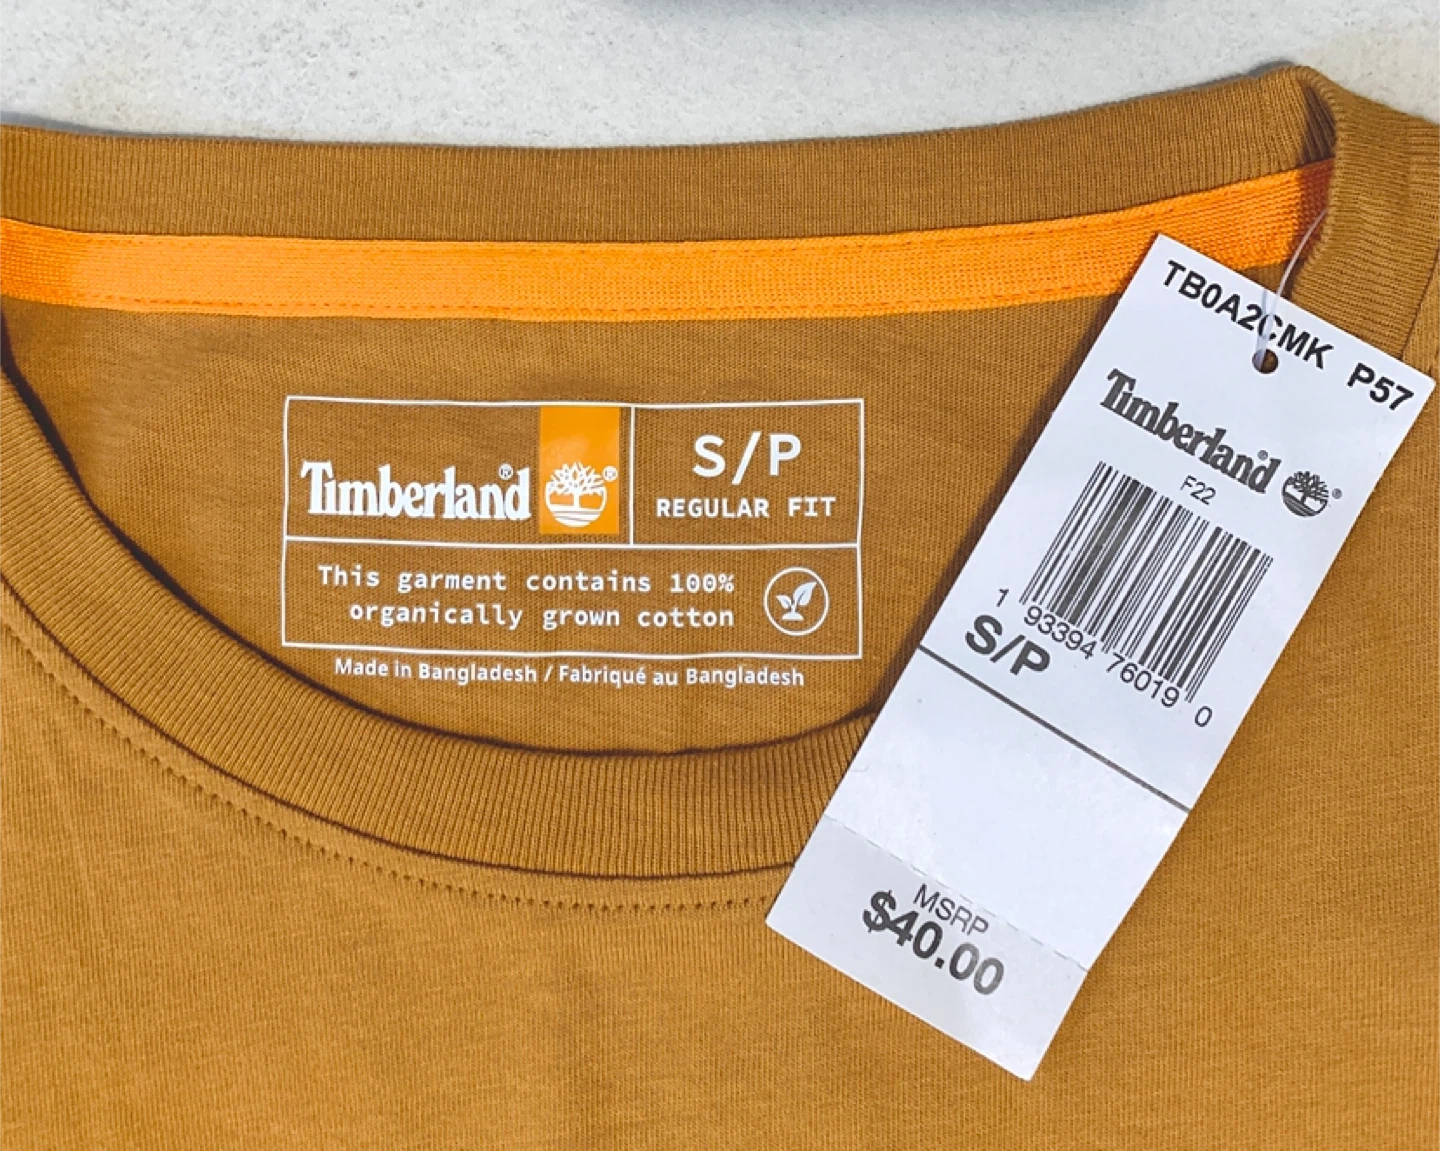 Timberland®
®
S/P
REGULAR FIT
This garment contains 100%
organically grown cotton
Made in Bangladesh / Fabriqué au Bangladesh
TB0A2CMK P57
Timberland®
®
F22
1 93394 76019 0
S/P
MSRP
$40.00